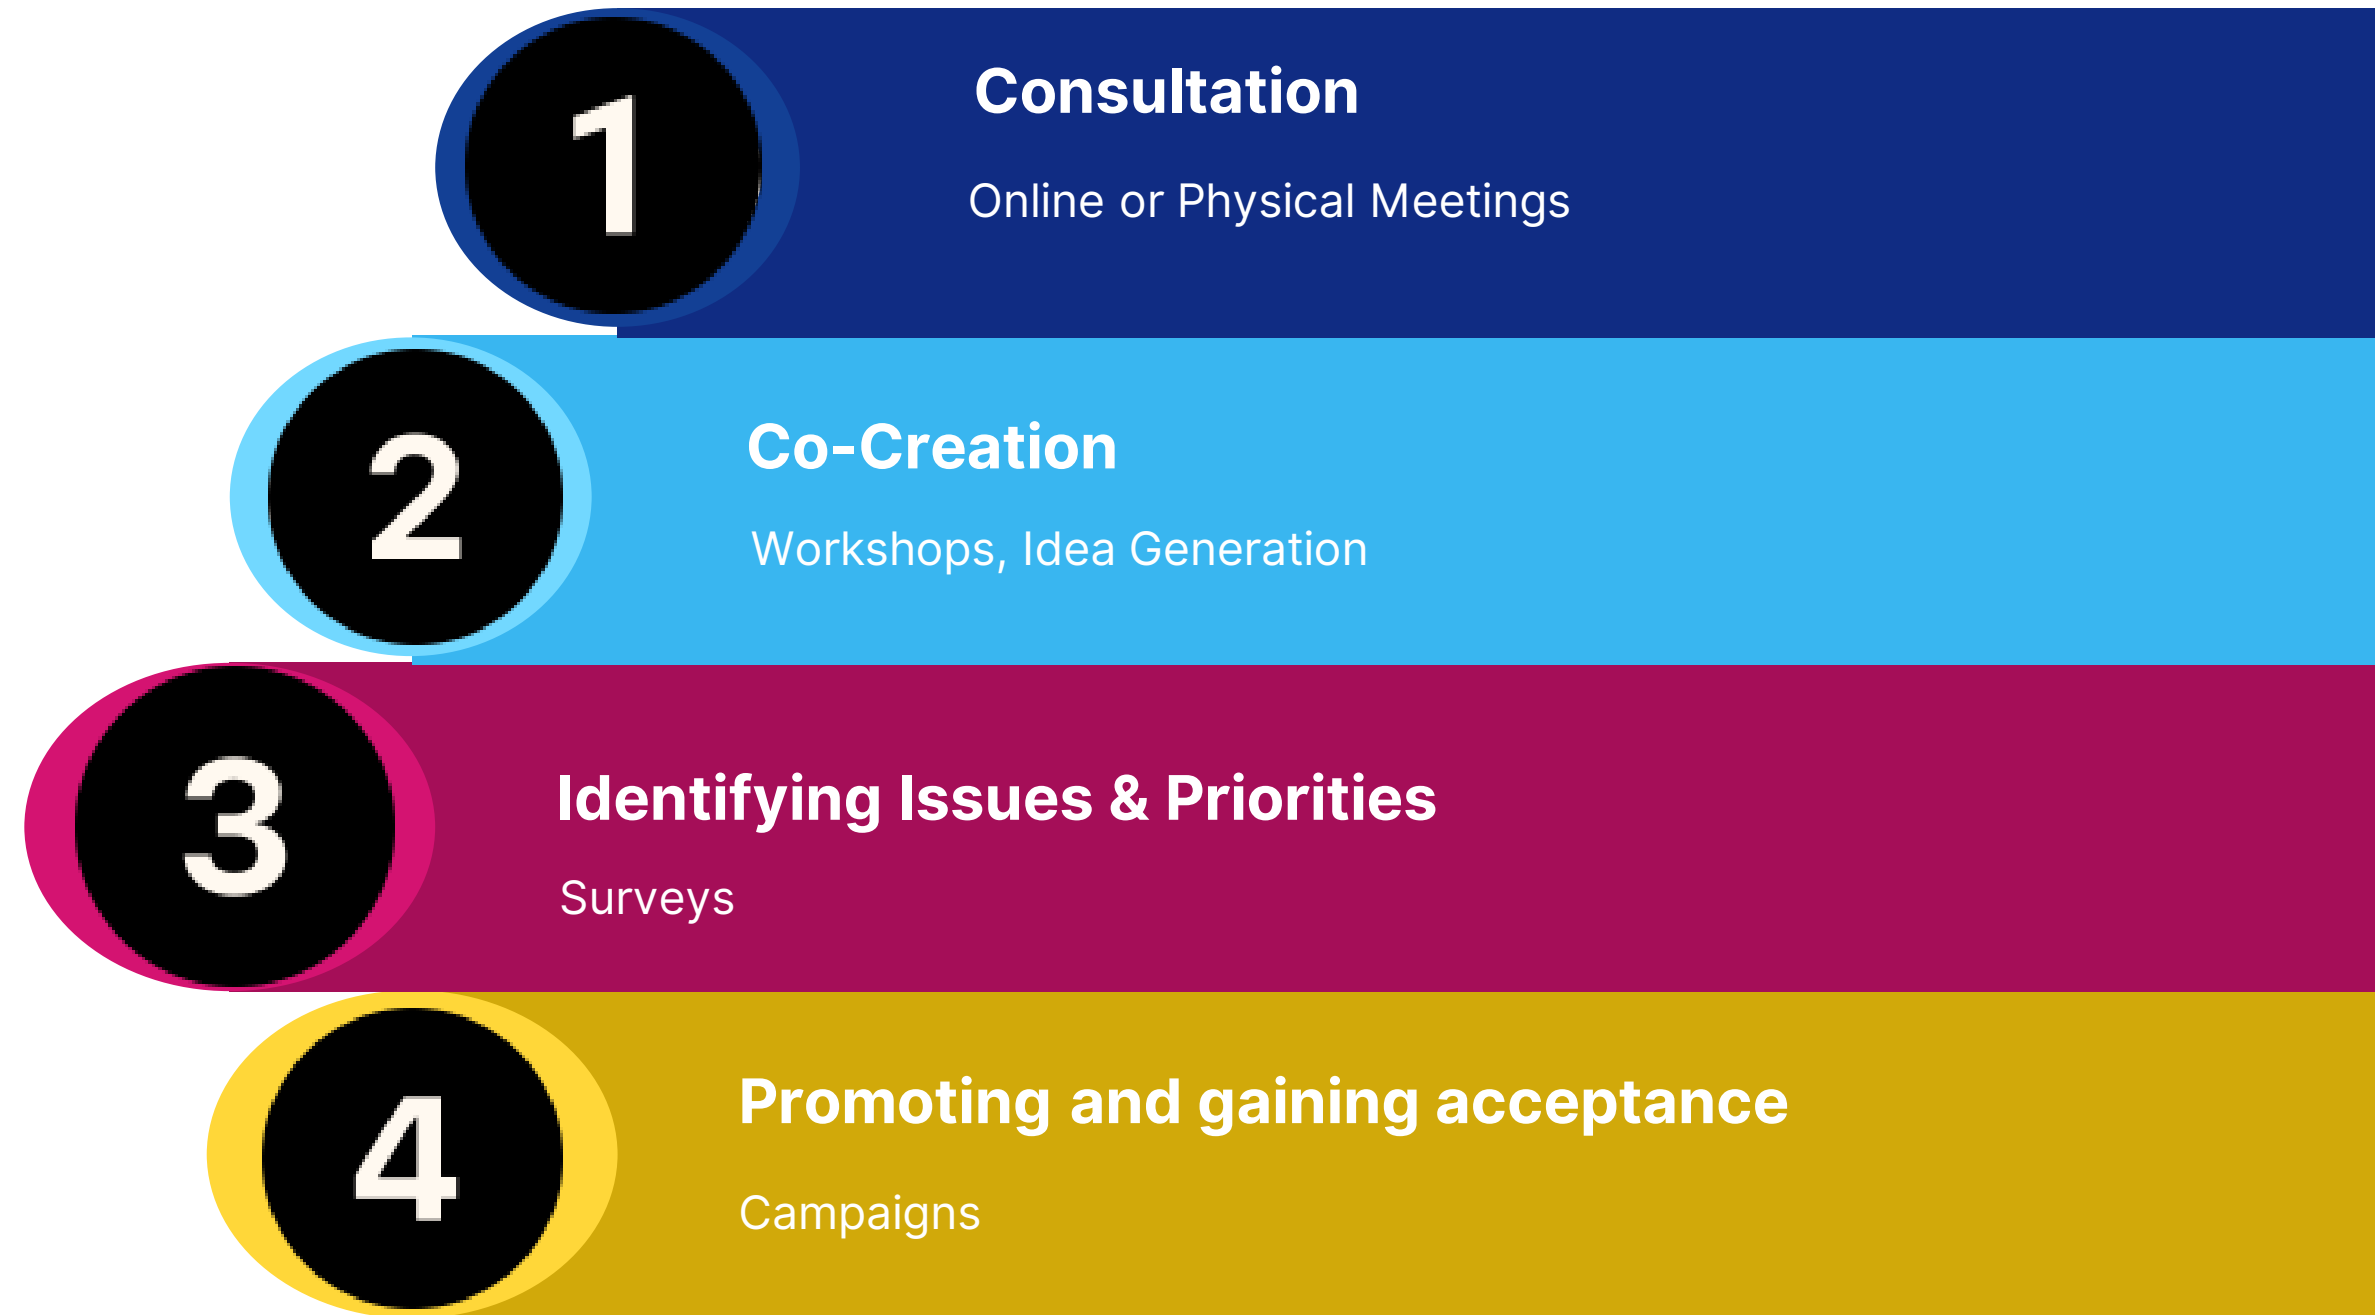 1
Consultation
Online or Physical Meetings
2
Co-Creation
Workshops, Idea Generation
3
Identifying Issues & Priorities
Surveys
4
Promoting and gaining acceptance
Campaigns